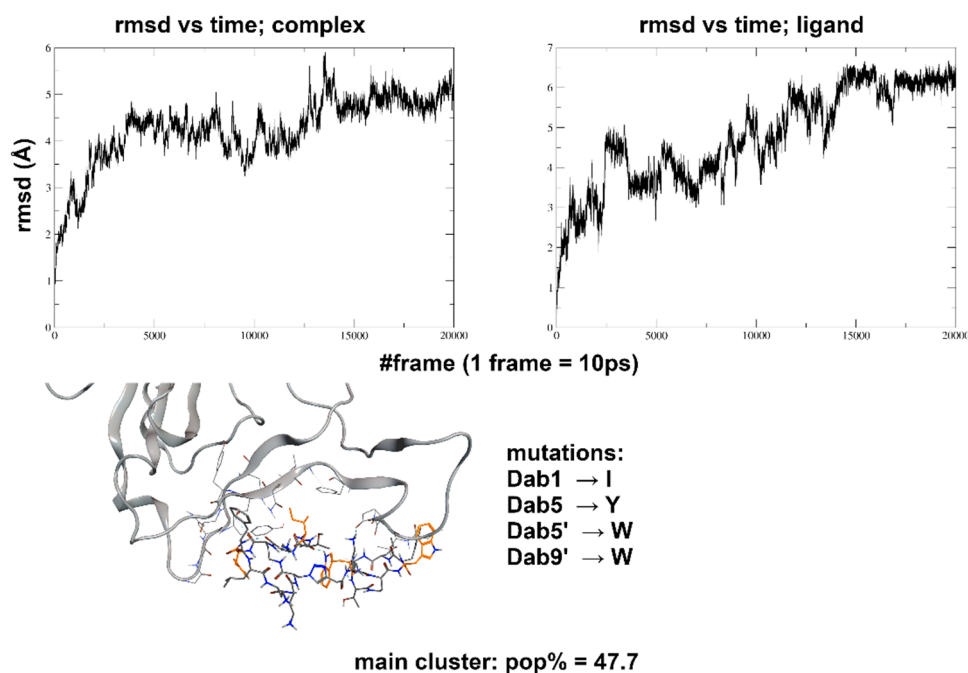 rmsd vs time; complex
rmsd vs time; ligand
rmsd (Å)
6
5
4
3
2
1
0
0 5000 10000 15000 20000
7
6
5
4
3
2
1
0
0 5000 10000 15000 20000
#frame (1 frame = 10ps)
mutations:
Dab1 → I
Dab5 → Y
Dab5' → W
Dab9' → W
main cluster: pop% = 47.7